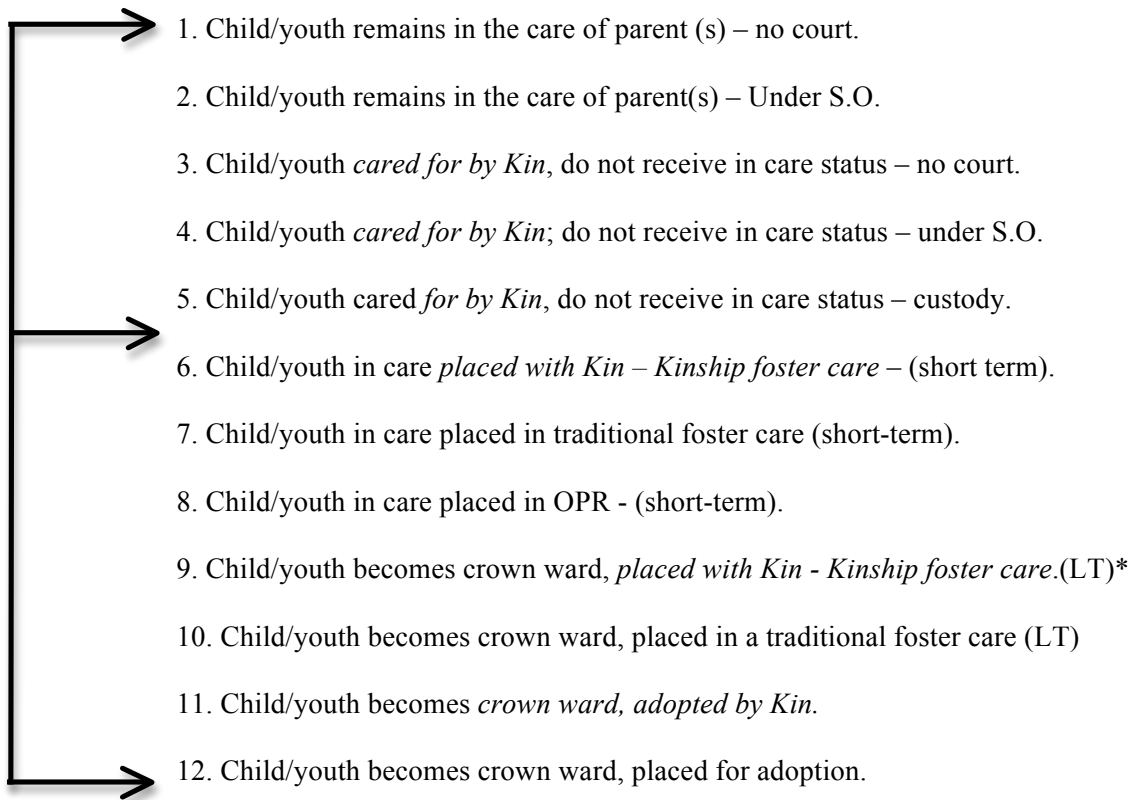 1. Child/youth remains in the care of parent (s) – no court.
2. Child/youth remains in the care of parent(s) – Under S.O.
3. Child/youth cared for by Kin, do not receive in care status – no court.
4. Child/youth cared for by Kin; do not receive in care status – under S.O.
5. Child/youth cared for by Kin, do not receive in care status – custody.
6. Child/youth in care placed with Kin – Kinship foster care – (short term).
7. Child/youth in care placed in traditional foster care (short-term).
8. Child/youth in care placed in OPR - (short-term).
9. Child/youth becomes crown ward, placed with Kin - Kinship foster care.(LT)*
10. Child/youth becomes crown ward, placed in a traditional foster care (LT)
11. Child/youth becomes crown ward, adopted by Kin.
12. Child/youth becomes crown ward, placed for adoption.